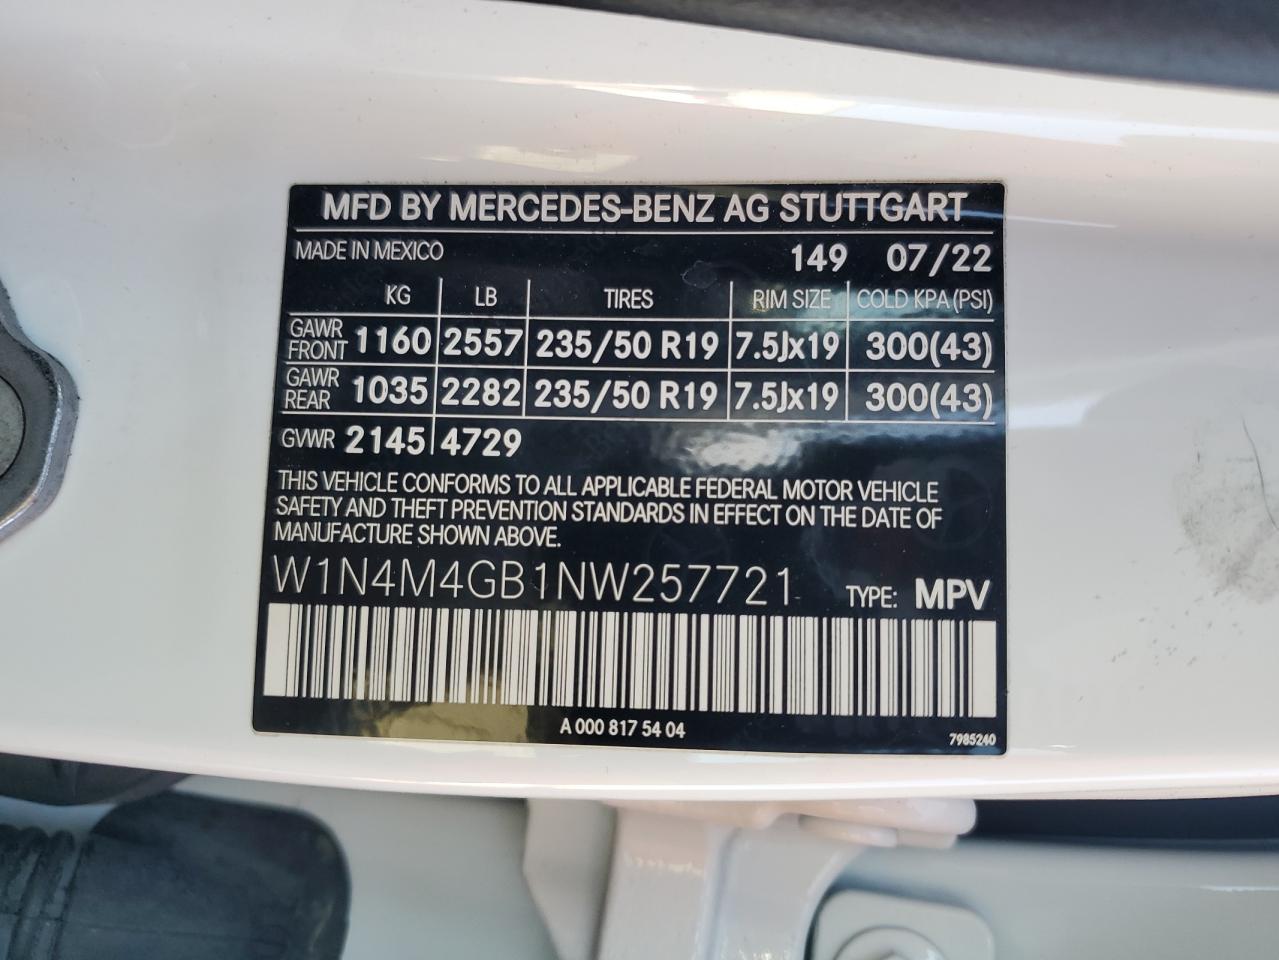 MFD BY MERCEDES-BENZ AG STUTTGART
MADE IN MEXICO 149 07/22
KG LB TIRES RIM SIZE COLD KPA (PSI)
GAWR FRONT 1160 2557 235/50 R19 7.5Jx19 300(43)
GAWR REAR 1035 2282 235/50 R19 7.5Jx19 300(43)
GVWR 2145 4729
THIS VEHICLE CONFORMS TO ALL APPLICABLE FEDERAL MOTOR VEHICLE
SAFETY AND THEFT PREVENTION STANDARDS IN EFFECT ON THE DATE OF
MANUFACTURE SHOWN ABOVE.
W1N4M4GB1NW257721 TYPE: MPV
A 000 817 54 04
7985240